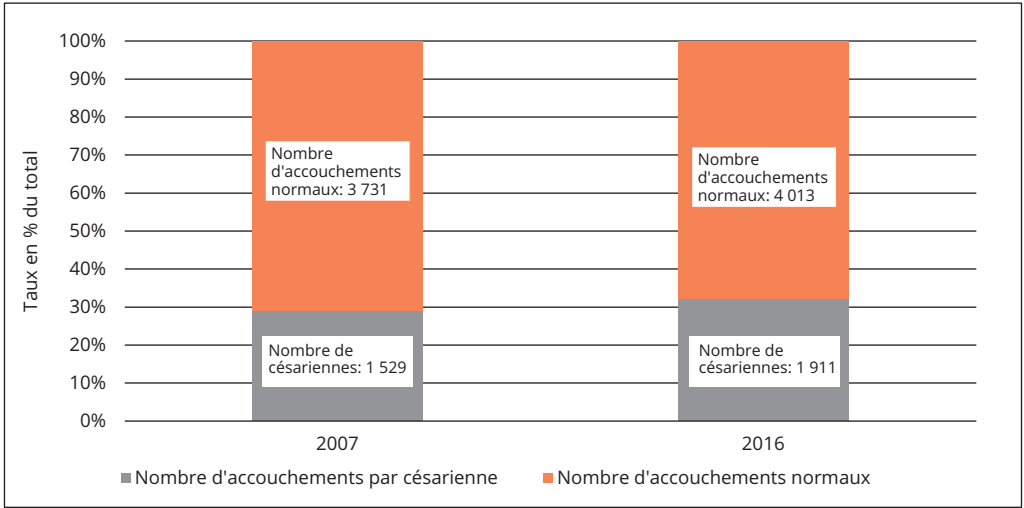 100%
90%
80%
70%
60%
50%
40%
30%
20%
10%
0%
Taux en % du total
Nombre
d'accouchements
normaux: 3 731
Nombre
d'accouchements
normaux: 4 013
Nombre de
césariennes: 1 529
Nombre de
césariennes: 1 911
2007
2016
Nombre d'accouchements par césarienne
Nombre d'accouchements normaux